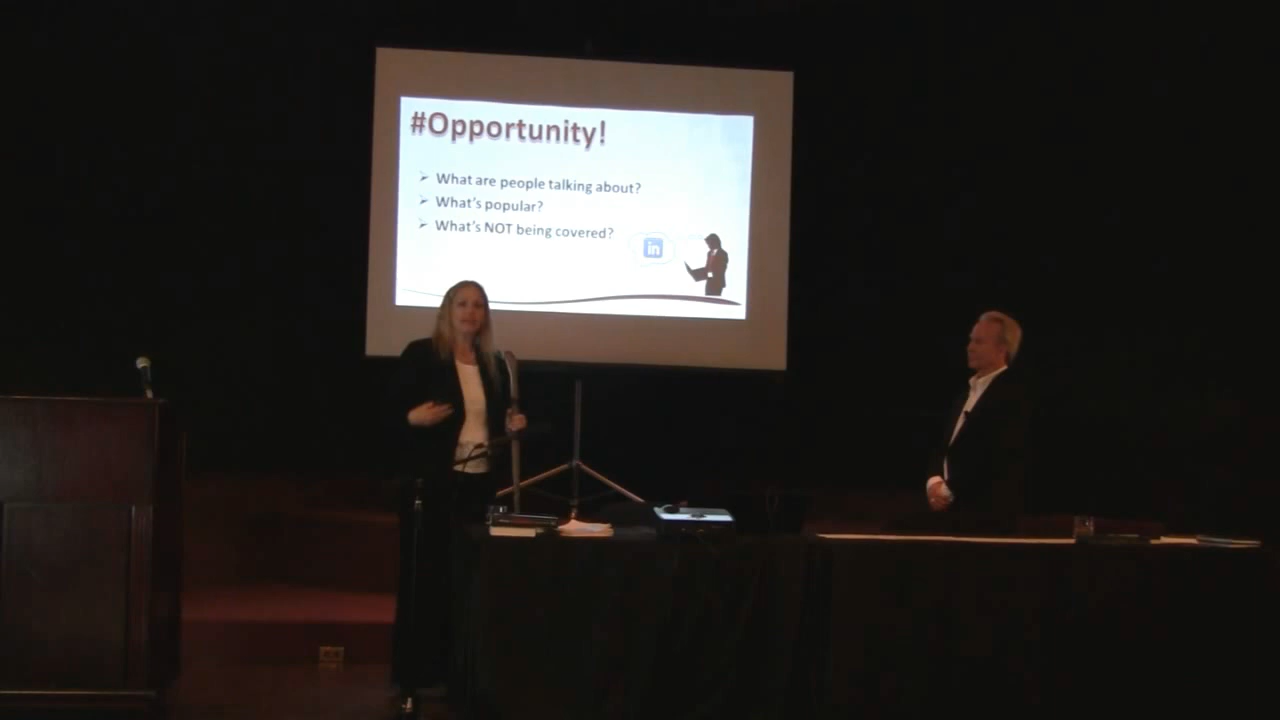 #Opportunity!
What are people talking about?
What's popular?
What's NOT being covered?
in